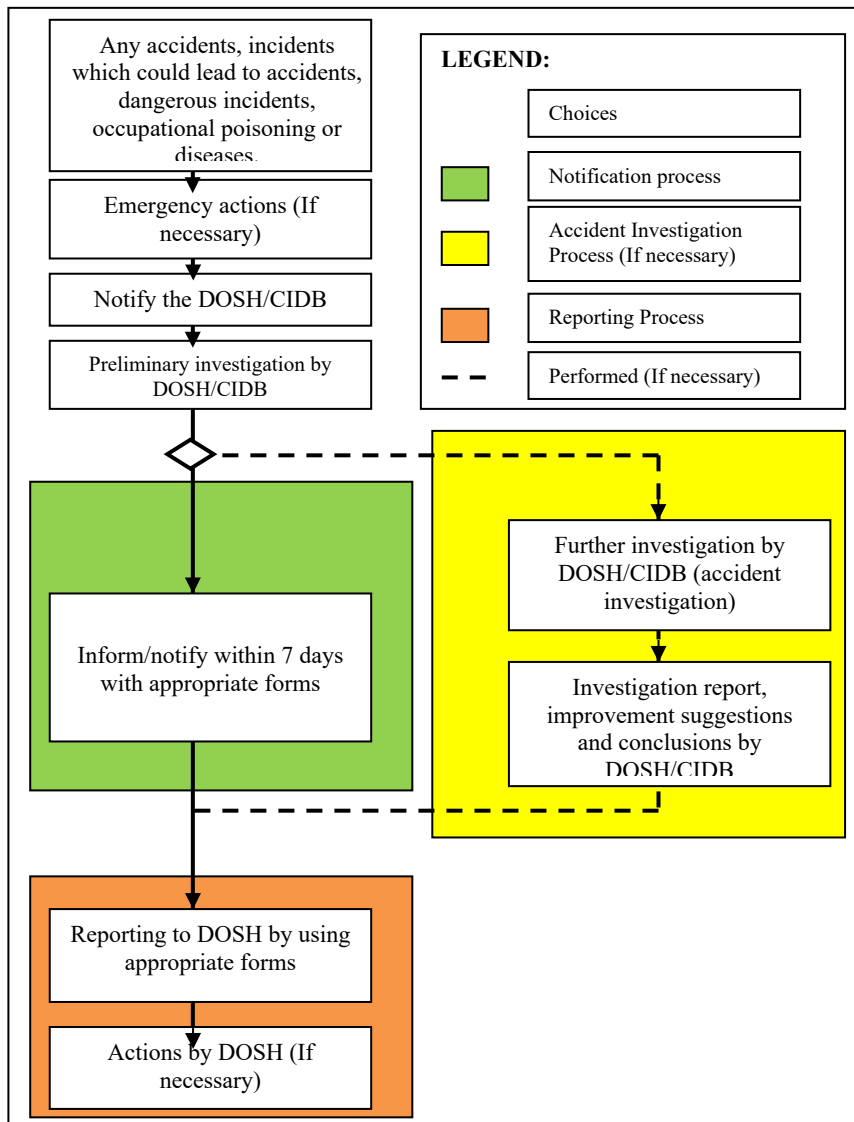 Any accidents, incidents
which could lead to accidents,
dangerous incidents,
occupational poisoning or
diseases.
Emergency actions (If
necessary)
Notify the DOSH/CIDB
Preliminary investigation by
DOSH/CIDB
LEGEND:
Choices
Notification process
Accident Investigation
Process (If necessary)
Reporting Process
Performed (If necessary)
Inform/notify within 7 days
with appropriate forms
Further investigation by
DOSH/CIDB (accident
investigation)
Investigation report,
improvement suggestions
and conclusions by
DOSH/CIDB
Reporting to DOSH by using
appropriate forms
Actions by DOSH (If
necessary)